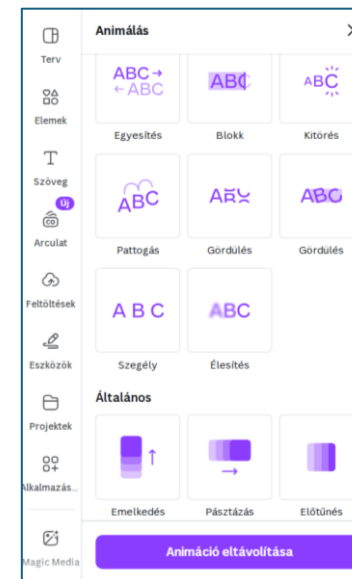 Animálás
Terv
Elemek
Szöveg
Új
Arculat
Feltöltések
Eszközök
Projektek
Alkalmazás...
Magic Media
ABC
ABC
Egyesítés
ABC
Blokk
ABC
Kitörés
ABC
Pattogás
ABC
Gördülés
ABC
Gördülés
A B C
Szegély
ABC
Élesítés
Általános
Emelkedés
Pásztázás
Előtűnés
Animáció eltávolítása